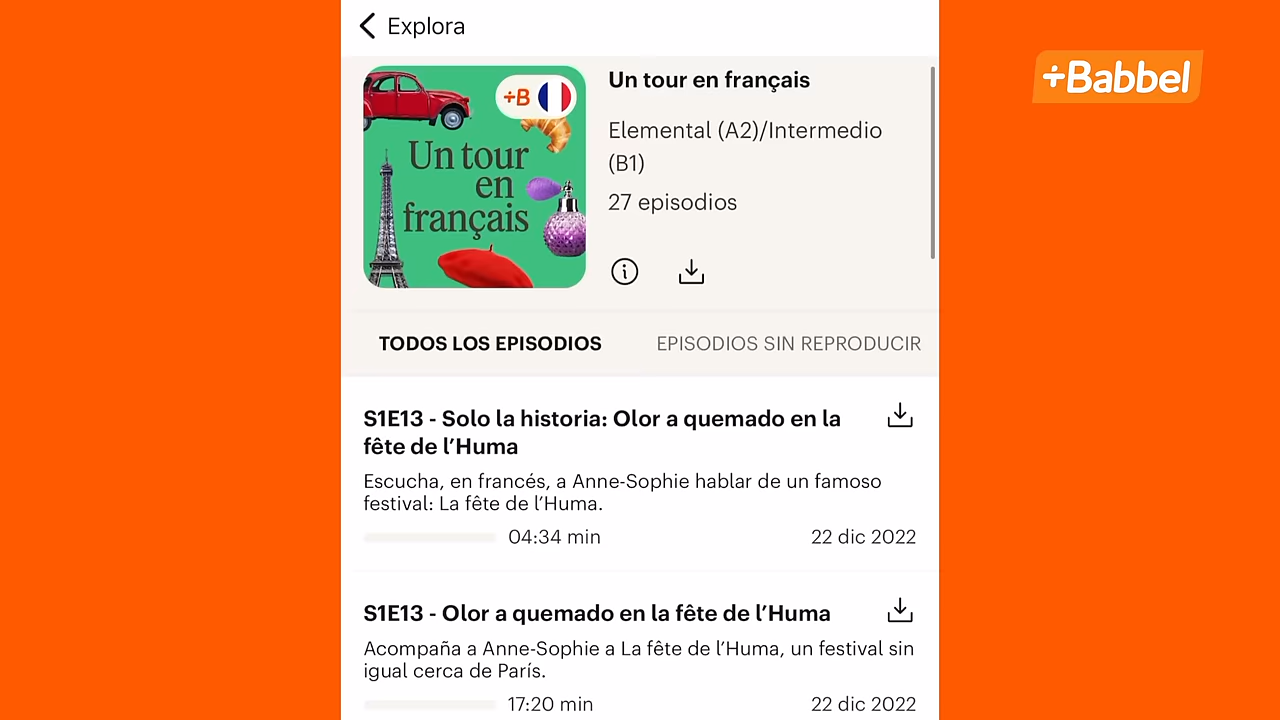 Explora
+Babbel
+B
Un tour
en
français
Un tour en français
Elemental (A2)/Intermedio
(B1)
27 episodios
TODOS LOS EPISODIOS
EPISODIOS SIN REPRODUCIR
S1E13 - Solo la historia: Olor a quemado en la
fête de l’Huma
Escucha, en francés, a Anne-Sophie hablar de un famoso
festival: La fête de l’Huma.
04:34 min
22 dic 2022
S1E13 - Olor a quemado en la fête de l’Huma
Acompaña a Anne-Sophie a La fête de l’Huma, un festival sin
igual cerca de París.
17:20 min
22 dic 2022